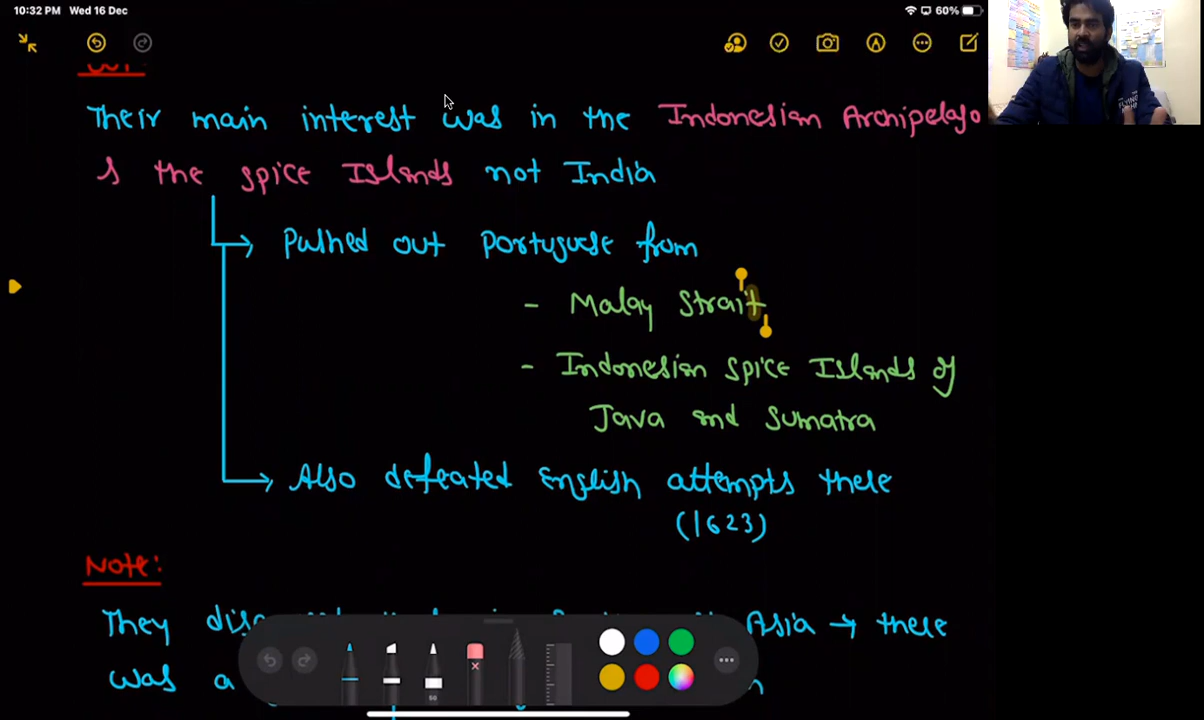 10:32 PM Wed 16 Dec
60%
Their main interest was in the Indonesian Archipelago
& the Spice Islands not India
Pushed out Portuguese from
- Malay Strait
- Indonesian Spice Islands of
Java and Sumatra
Also defeated English attempts there
(1623)
Note:
They Asia → there
was a